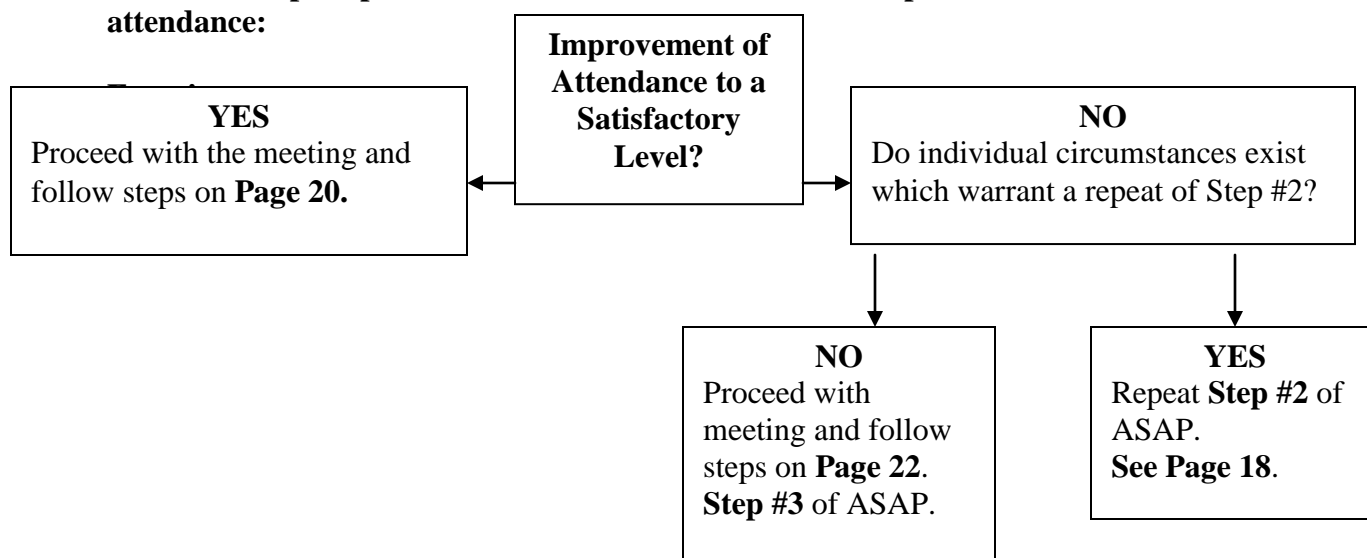 attendance:
Improvement of
Attendance to a
Satisfactory
Level?
YES
Proceed with the meeting and
follow steps on Page 20.
NO
Do individual circumstances exist
which warrant a repeat of Step #2?
NO
Proceed with
meeting and follow
steps on Page 22.
Step #3 of ASAP.
YES
Repeat Step #2 of
ASAP.
See Page 18.